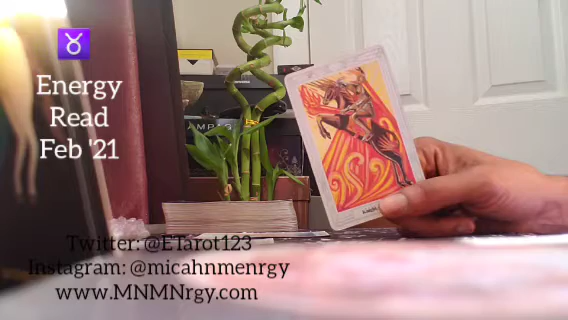 ♉
Energy
Read
Feb '21
Twitter: @ETarot123
Instagram: @micahnmenrgy
www.MNMNrgy.com